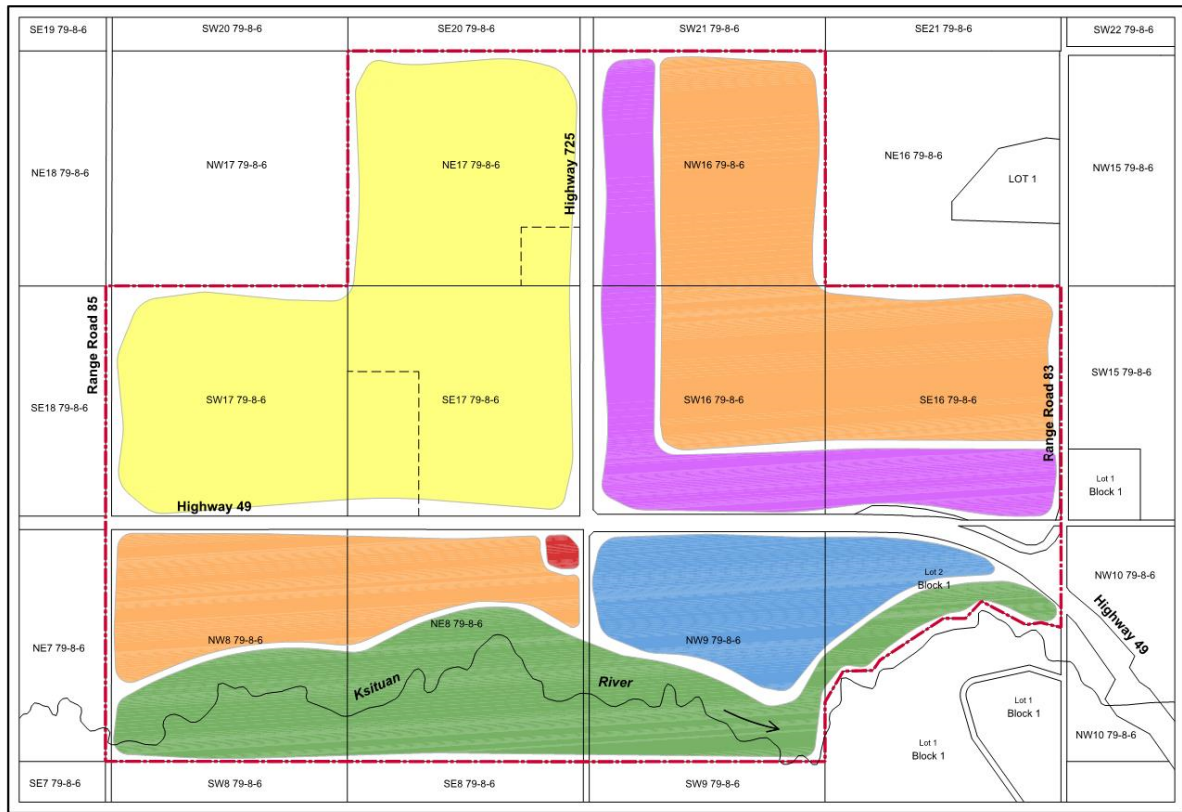 SE19 79-8-6
SW20 79-8-6
SE20 79-8-6
SW21 79-8-6
SE21 79-8-6
SW22 79-8-6
NE18 79-8-6
NW17 79-8-6
NE17 79-8-6
Highway 725
NW16 79-8-6
NE16 79-8-6
LOT 1
NW15 79-8-6
Range Road 85
SE18 79-8-6
SW17 79-8-6
SE17 79-8-6
SW16 79-8-6
SE16 79-8-6
Range Road 83
SW15 79-8-6
Lot 1
Block 1
Highway 49
NE7 79-8-6
NW8 79-8-6
NE8 79-8-6
NW9 79-8-6
Lot 2
Block 1
NW10 79-8-6
Highway 49
Ksituan
River
Lot 1
Block 1
Lot 1
Block 1
NW10 79-8-6
SE7 79-8-6
SW8 79-8-6
SE8 79-8-6
SW9 79-8-6